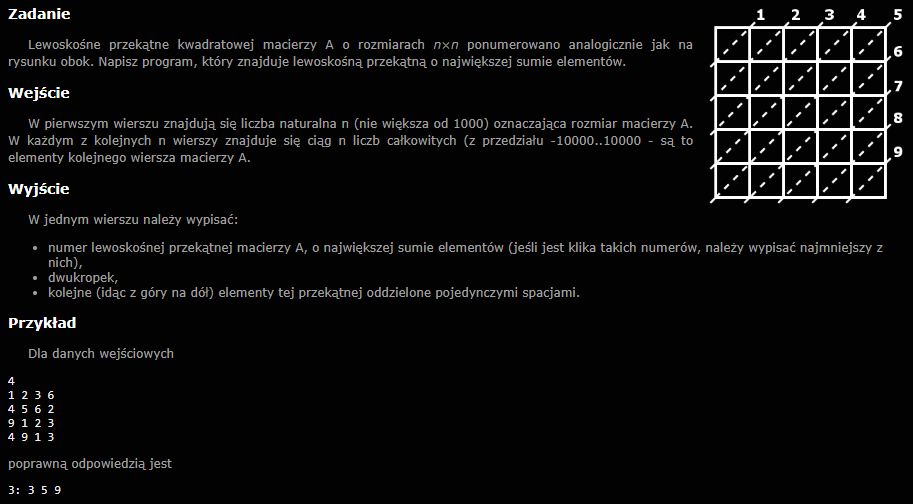 Zadanie
Lewoskośne przekątne kwadratowej macierzy A o rozmiarach n×n ponumerowano analogicznie jak na
rysunku obok. Napisz program, który znajduje lewoskośną przekątną o największej sumie elementów.
1 2 3 4 5
6
7
8
9
Wejście
W pierwszym wierszu znajdują się liczba naturalna n (nie większa od 1000) oznaczająca rozmiar macierzy A.
W każdym z kolejnych n wierszy znajduje się ciąg n liczb całkowitych (z przedziału -10000..10000 - są to
elementy kolejnego wiersza macierzy A.
Wyjście
W jednym wierszu należy wypisać:
• numer lewoskośnej przekątnej macierzy A, o największej sumie elementów (jeśli jest klika takich numerów, należy wypisać najmniejszy z
nich),
• dwukropek,
• kolejne (idąc z góry na dół) elementy tej przekątnej oddzielone pojedynczymi spacjami.
Przykład
Dla danych wejściowych
4
1 2 3 6
4 5 6 2
9 1 2 3
4 9 1 3
poprawną odpowiedzią jest
3: 3 5 9